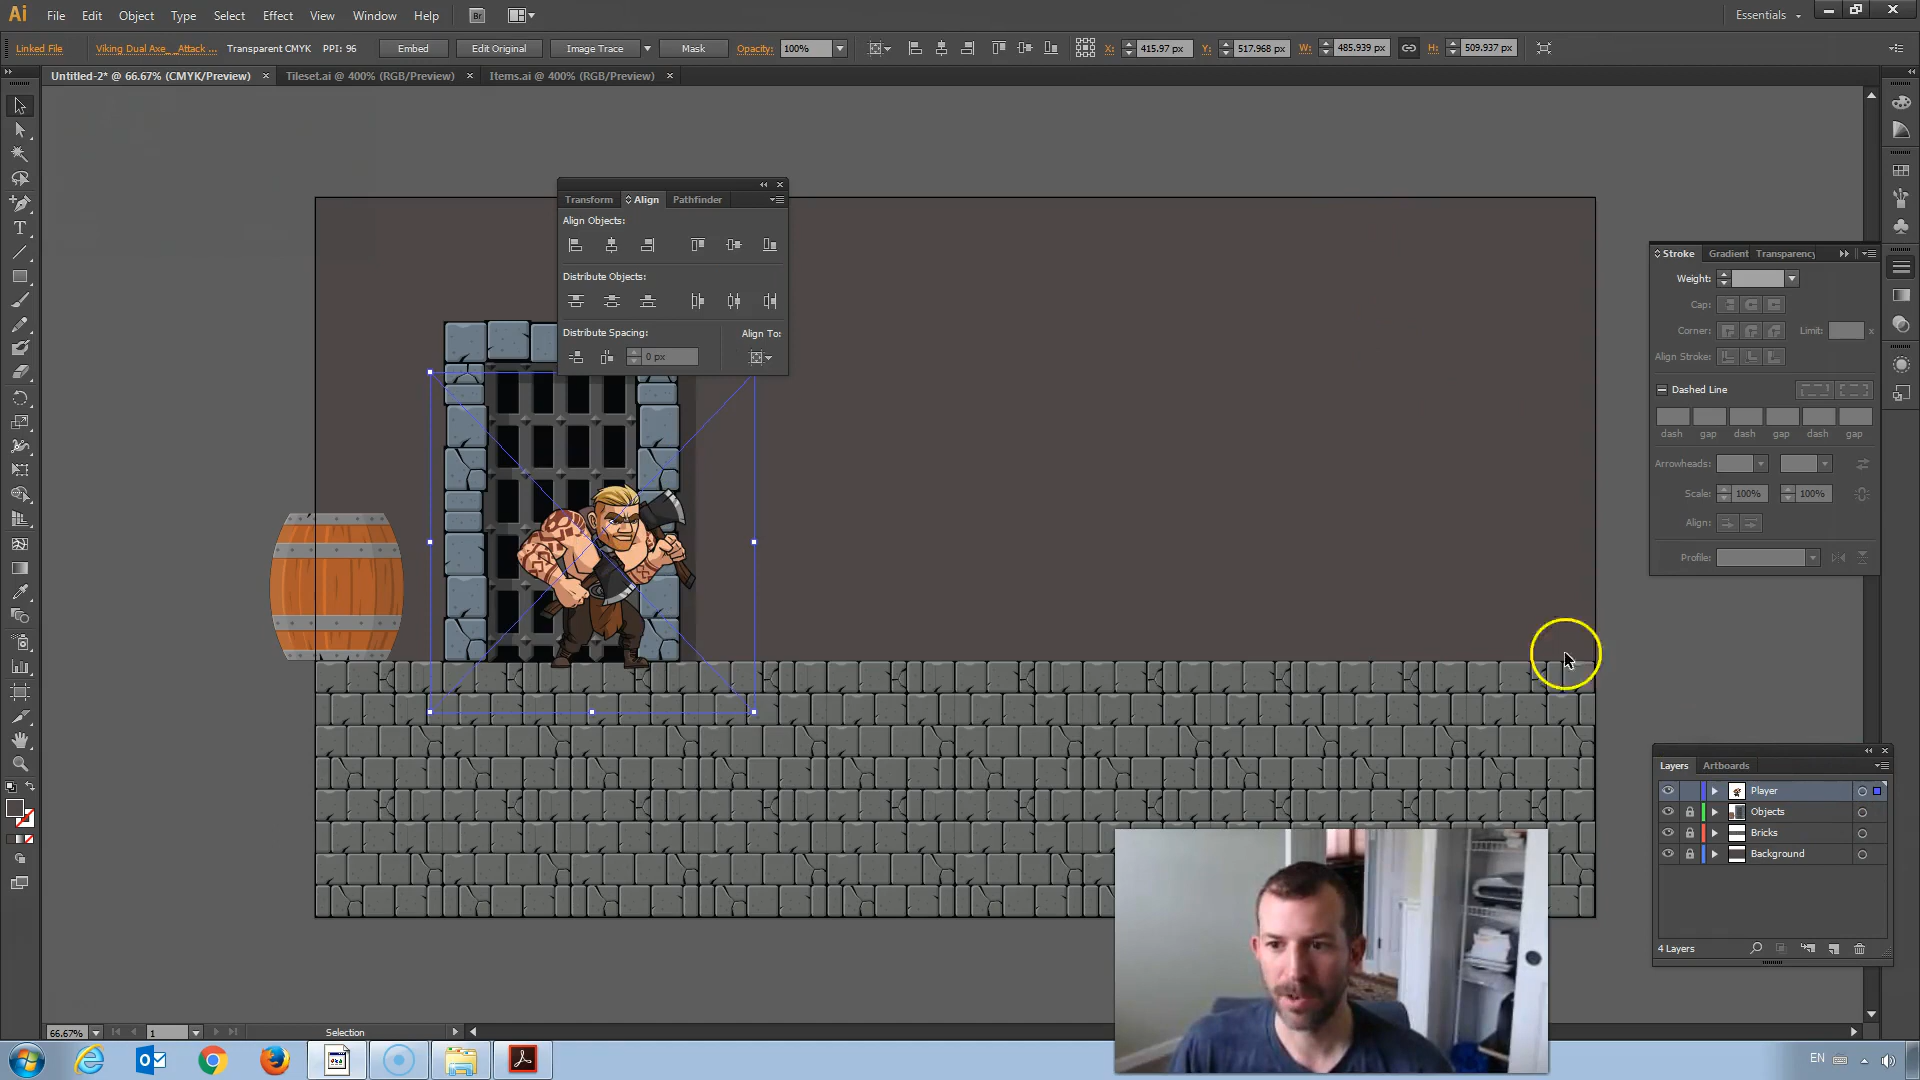 Ai File Edit Object Type Select Effect View Window Help Br Essentials
Linked File Viking Dual Axe_ _Attack ... Transparent CMYK PPI: 96 Embed Edit Original Image Trace Mask Opacity: 100% X: 415.97 px Y: 517.968 px W: 485.939 px H: 509.937 px
Untitled-2* @ 66.67% (CMYK/Preview) × Tileset.ai @ 400% (RGB/Preview) × Items.ai @ 400% (RGB/Preview) ×
Transform Align Pathfinder
Align Objects:
Distribute Objects:
Distribute Spacing: Align To:
0 px
Stroke Gradient Transparency
Weight:
Cap:
Corner: Limit: x
Align Stroke:
Dashed Line
dash gap dash gap dash gap
Arrowheads:
Scale: 100% 100%
Align:
Profile:
Layers Artboards
Player
Objects
Bricks
Background
4 Layers
66.67% 1 Selection
EN